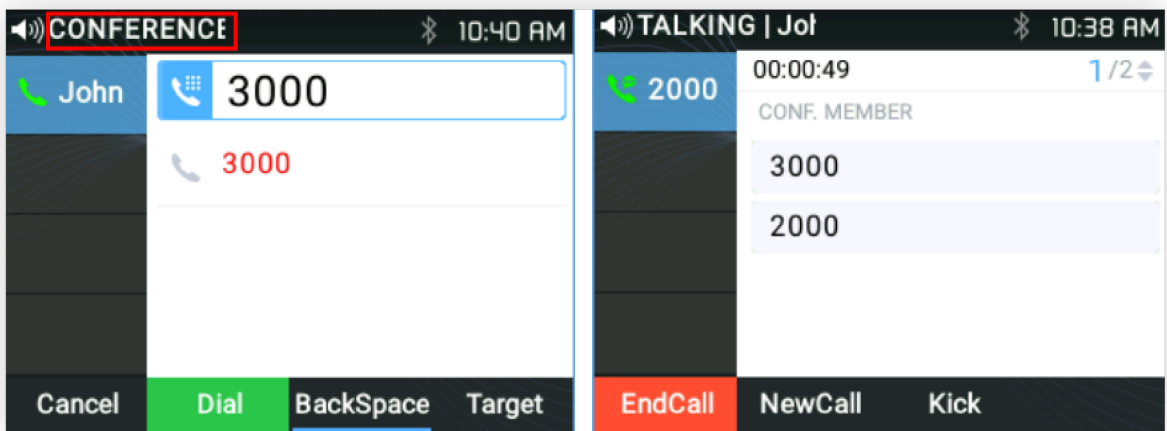 CONFERENCE 10:40 AM
John
3000
3000
Cancel Dial BackSpace Target
TALKING | Joh 10:38 AM
2000
00:00:49 1/2
CONF. MEMBER
3000
2000
EndCall NewCall Kick